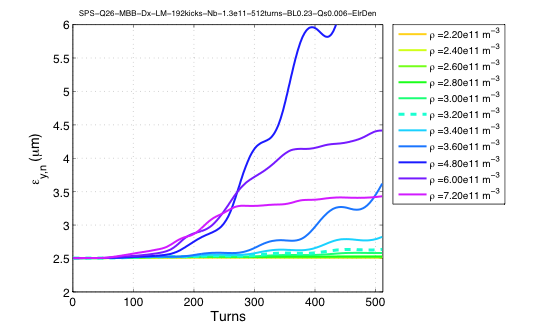 SPS-Q26-MBB-Dx-LM-192kicks-Nb-1.3e11-512turns-BL0.23-Qs0.006-ElrDen
6
5.5
5
4.5
4
3.5
3
2.5
2
ε_y,n (μm)
0 100 200 300 400 500
Turns
ρ =2.20e11 m⁻³
ρ =2.40e11 m⁻³
ρ =2.60e11 m⁻³
ρ =2.80e11 m⁻³
ρ =3.00e11 m⁻³
ρ =3.20e11 m⁻³
ρ =3.40e11 m⁻³
ρ =3.60e11 m⁻³
ρ =4.80e11 m⁻³
ρ =6.00e11 m⁻³
ρ =7.20e11 m⁻³